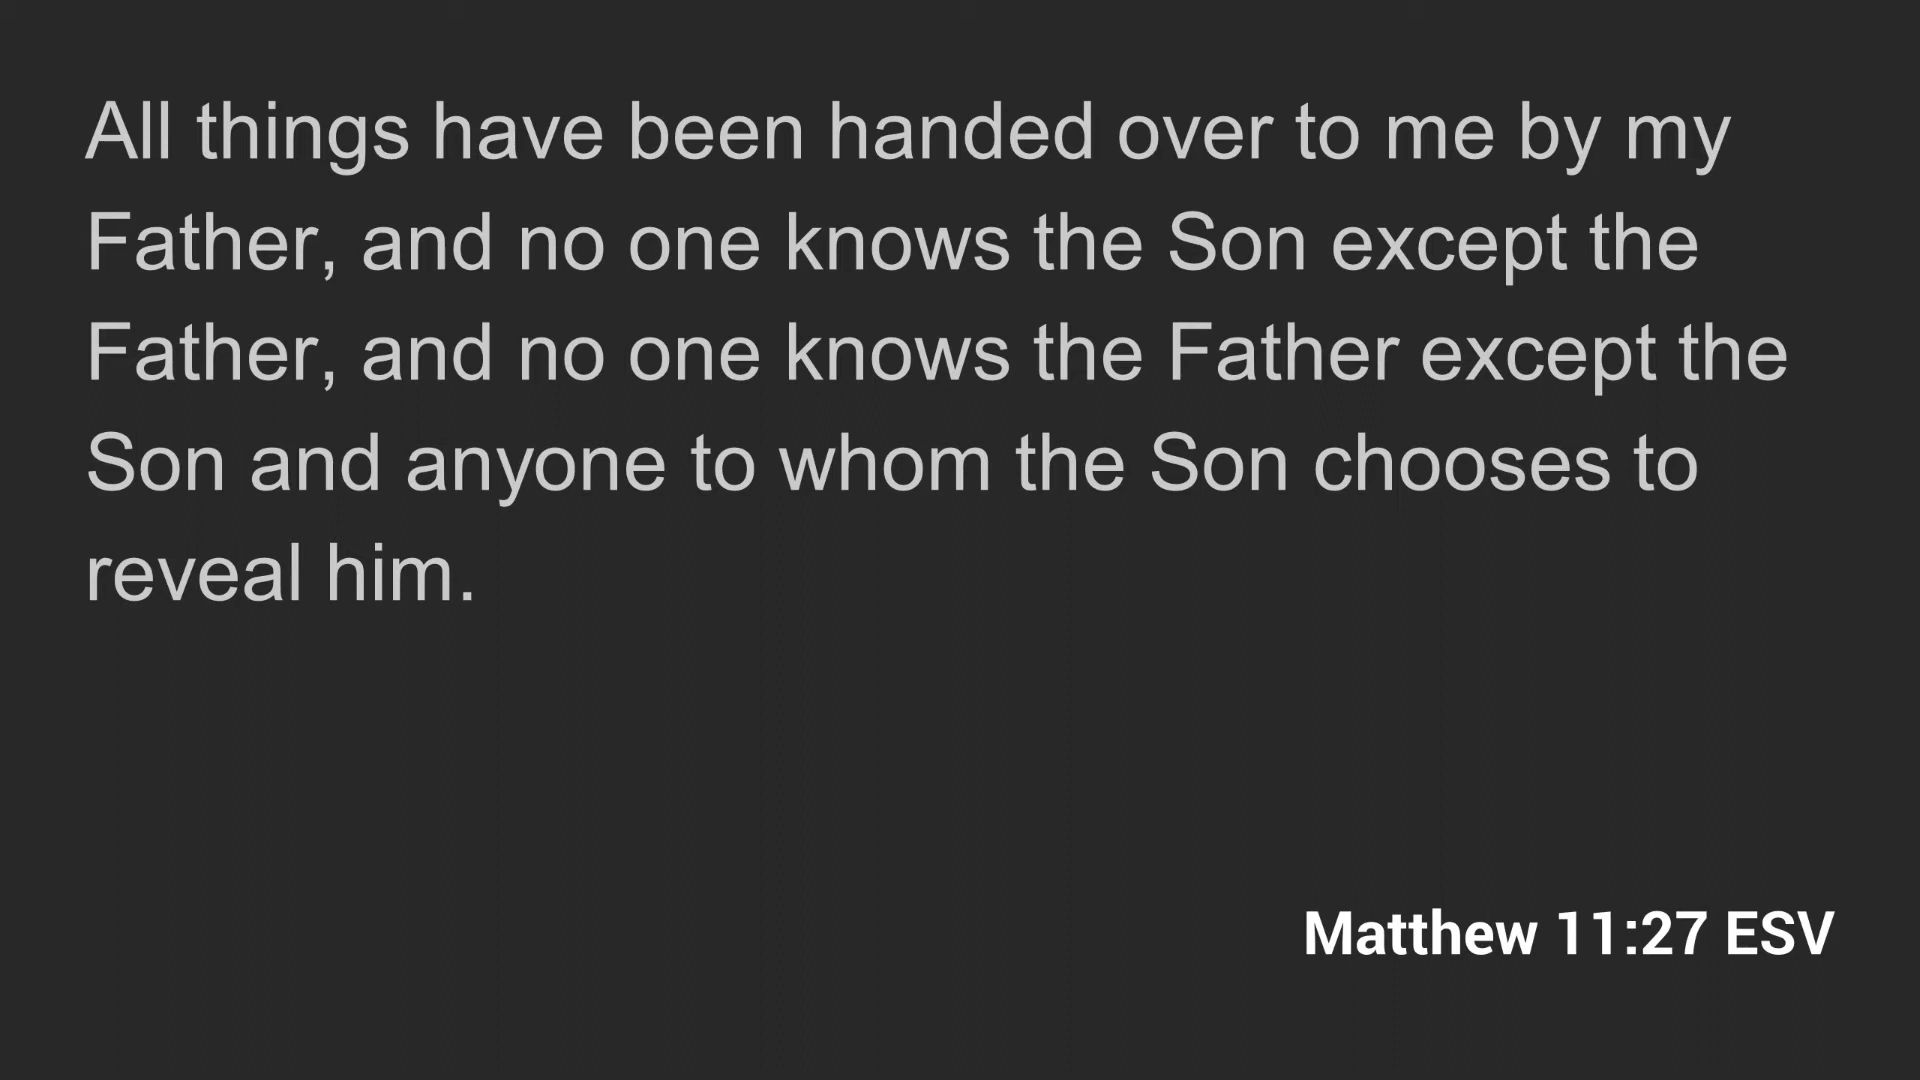 All things have been handed over to me by my
Father, and no one knows the Son except the
Father, and no one knows the Father except the
Son and anyone to whom the Son chooses to
reveal him.
Matthew 11:27 ESV